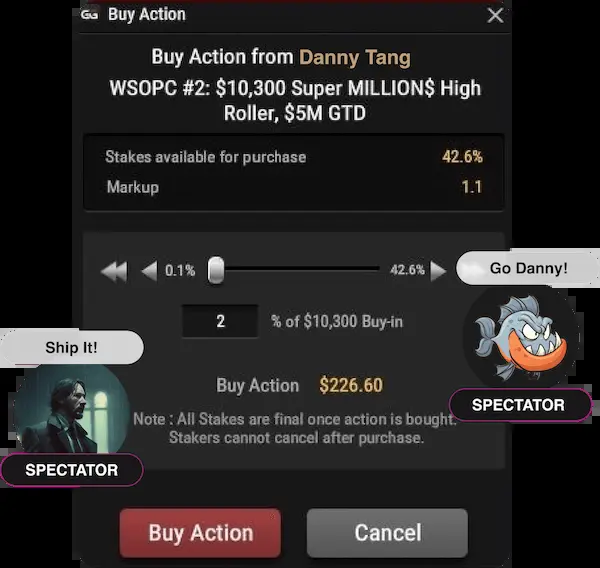 GG Buy Action
Buy Action from Danny Tang
WSOPC #2: $10,300 Super MILLION$ High
Roller, $5M GTD
Stakes available for purchase 42.6%
Markup 1.1
0.1% 42.6%
Go Danny!
2 % of $10,300 Buy-in
Ship It!
Buy Action $226.60
SPECTATOR
Note : All Stakes are final once action is bought.
Stakers cannot cancel after purchase.
SPECTATOR
Buy Action Cancel